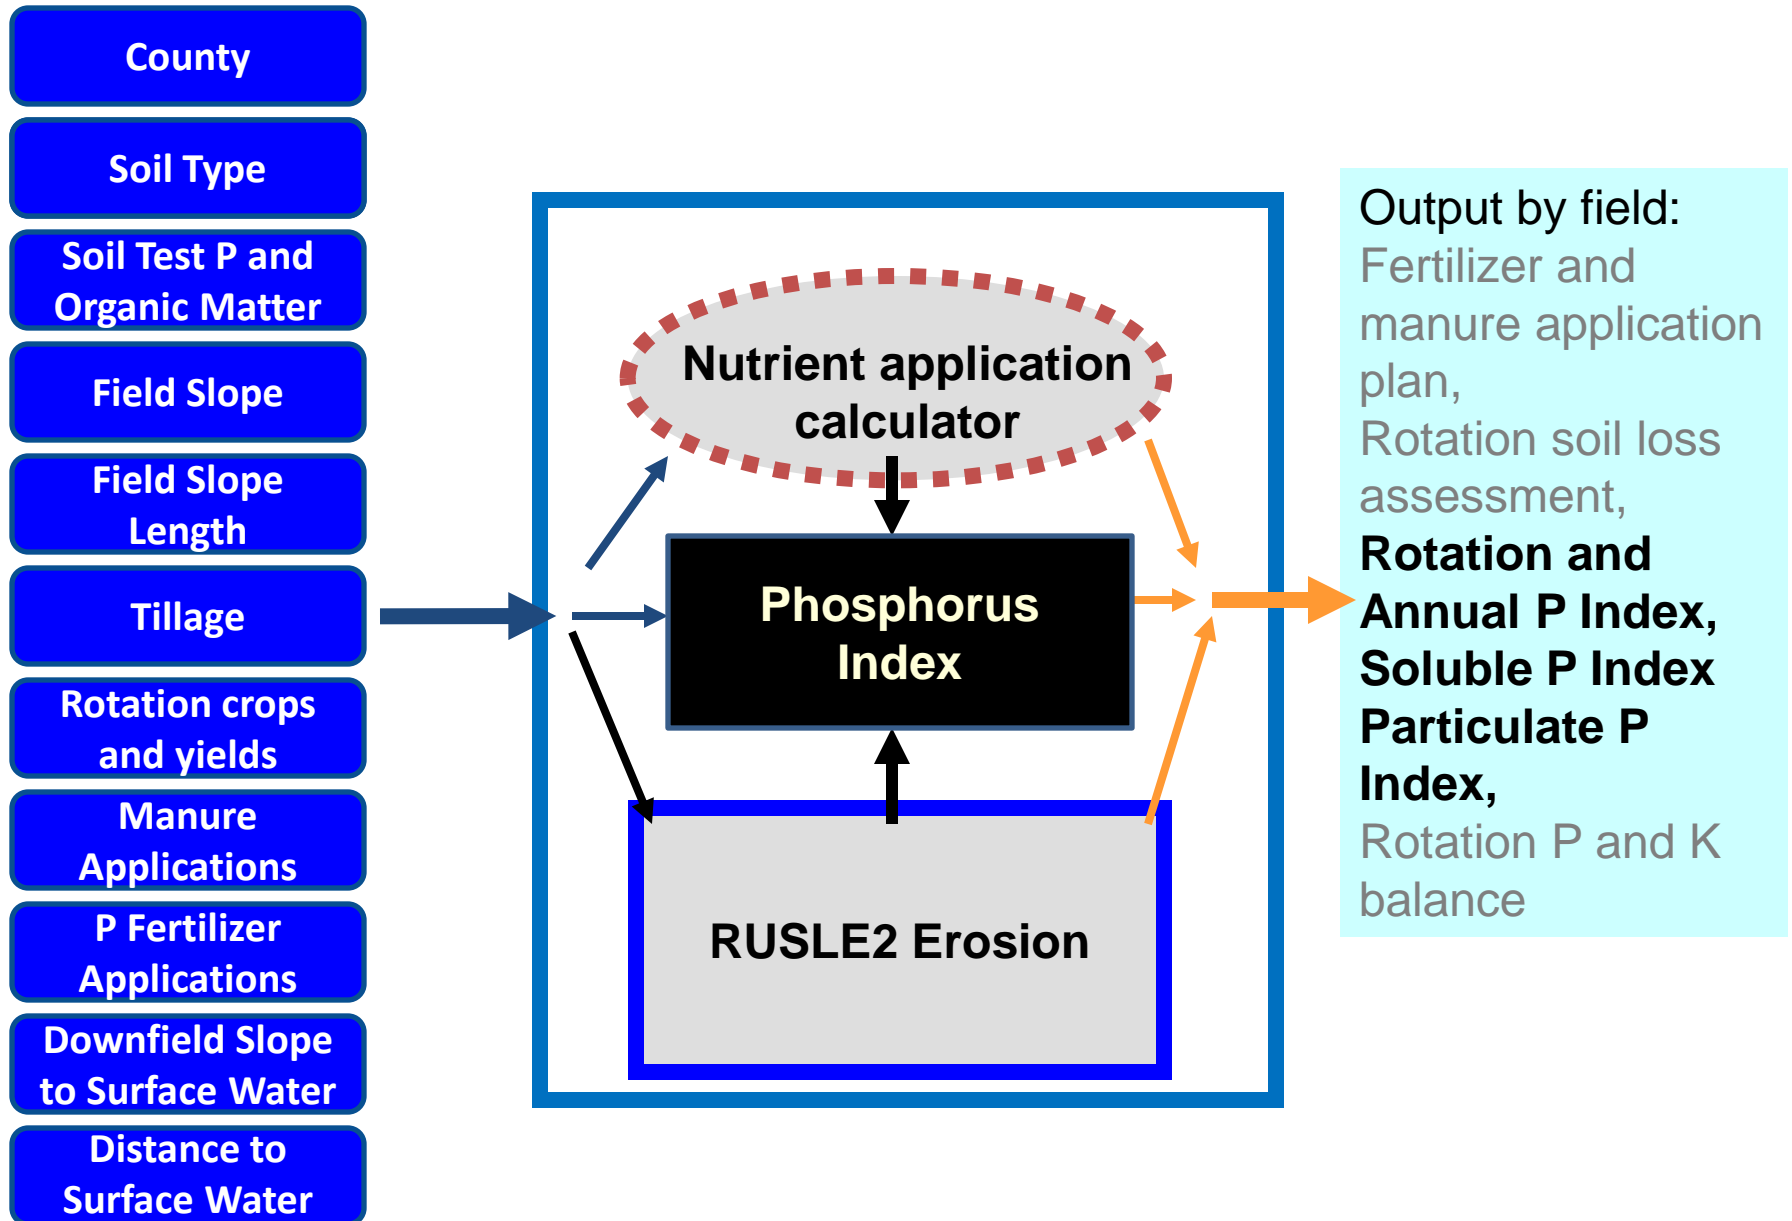 County
Soil Type
Soil Test P and
Organic Matter
Field Slope
Field Slope
Length
Tillage
Rotation crops
and yields
Manure
Applications
P Fertilizer
Applications
Downfield Slope
to Surface Water
Distance to
Surface Water
Nutrient application
calculator
Phosphorus
Index
RUSLE2 Erosion
Output by field:
Fertilizer and
manure application
plan,
Rotation soil loss
assessment,
Rotation and
Annual P Index,
Soluble P Index
Particulate P
Index,
Rotation P and K
balance